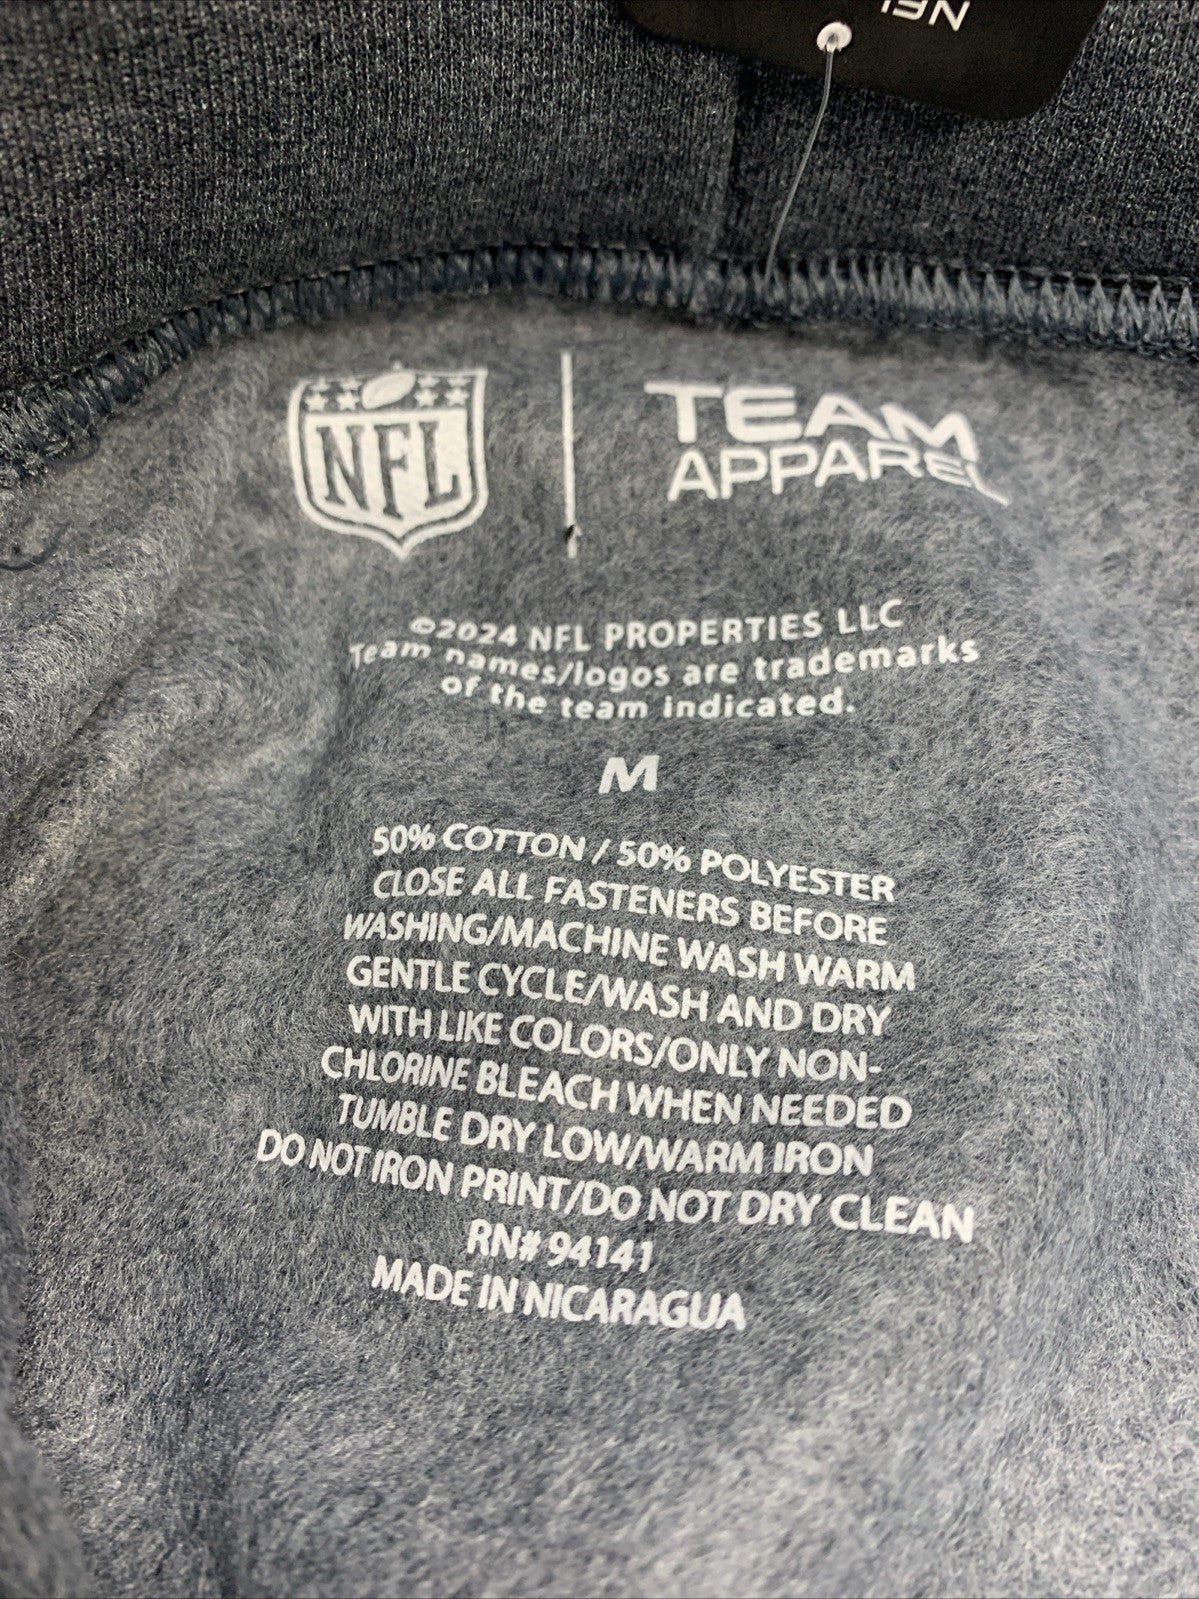 NFL
NFL
TEAM
APPAREL
©2024 NFL PROPERTIES LLC
Team names/logos are trademarks
of the team indicated.
M
50% COTTON / 50% POLYESTER
CLOSE ALL FASTENERS BEFORE
WASHING/MACHINE WASH WARM
GENTLE CYCLE/WASH AND DRY
WITH LIKE COLORS/ONLY NON-
CHLORINE BLEACH WHEN NEEDED
TUMBLE DRY LOW/WARM IRON
DO NOT IRON PRINT/DO NOT DRY CLEAN
RN# 94141
MADE IN NICARAGUA